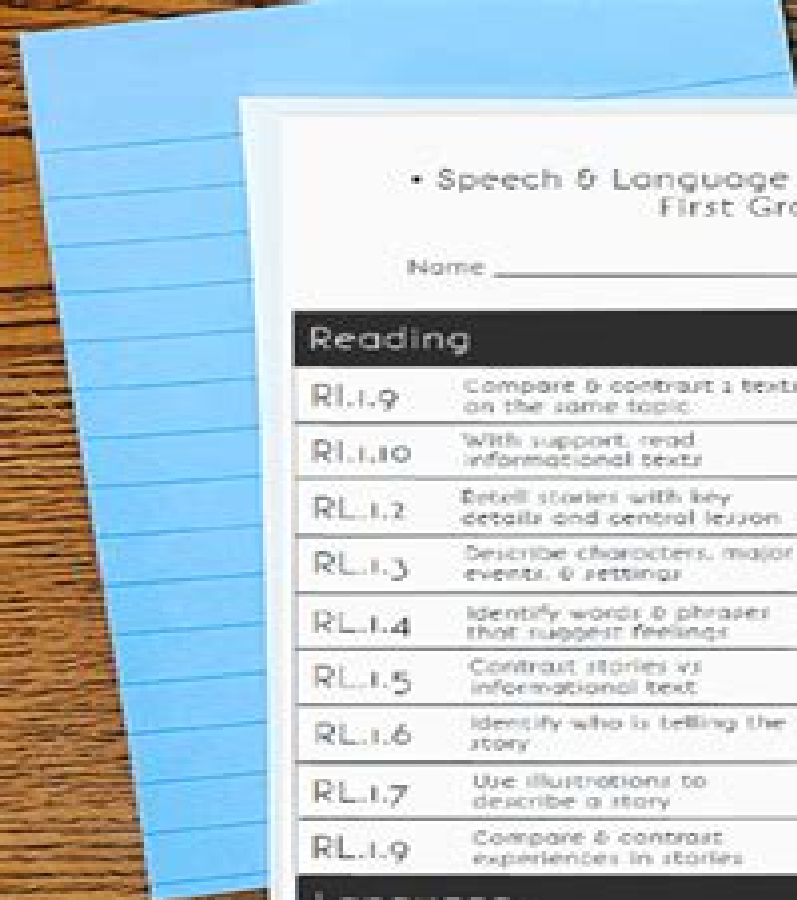 • Speech & Language
First Gra
Name
Reading
RI.1.9
Compare & contrast 2 texts
on the same topic
RI.1.10
With support, read
informational texts
RL.1.2
Retell stories with key
details and central lesson
RL.1.3
Describe characters, major
events, & settings
RL.1.4
Identify words & phrases
that suggest feelings
RL.1.5
Contrast stories vs
informational text
RL.1.6
Identify who is telling the
story
RL.1.7
Use illustrations to
describe a story
RL.1.9
Compare & contrast
experiences in stories